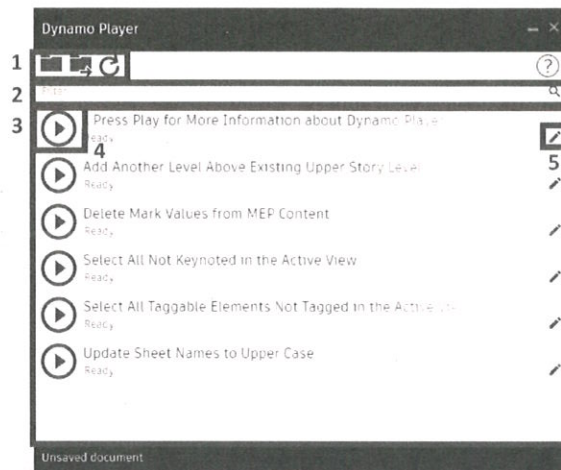 Dynamo Player
1
?
2
Filter
3
Press Play for More Information about Dynamo Player
Ready
4
5
Add Another Level Above Existing Upper Story Level
Ready
Delete Mark Values from MEP Content
Ready
Select All Not Keynoted in the Active View
Ready
Select All Taggable Elements Not Tagged in the Active
Ready
Update Sheet Names to Upper Case
Ready
Unsaved document